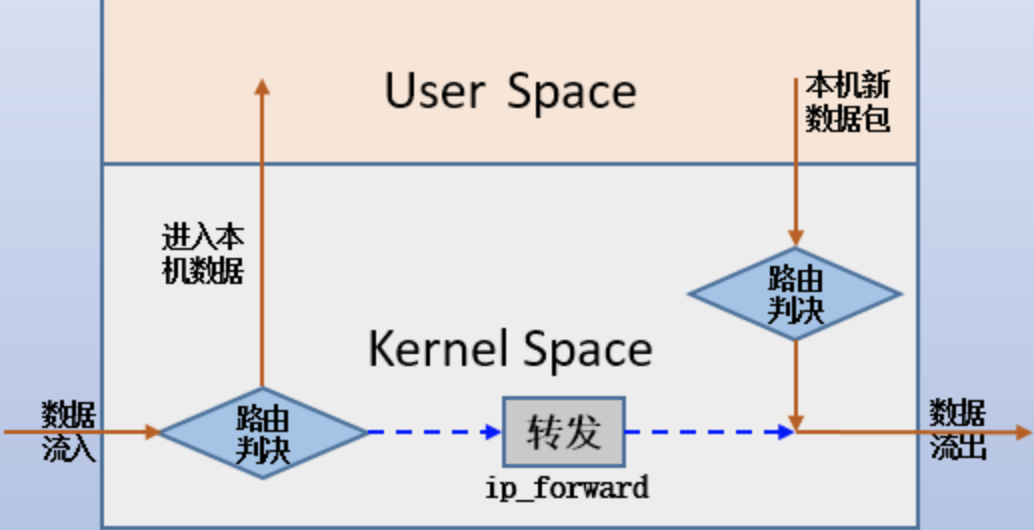 User Space
本机新
数据包
进入本
机数据
路由
判决
Kernel Space
数据
流入
路由
判决
转发
ip_forward
数据
流出